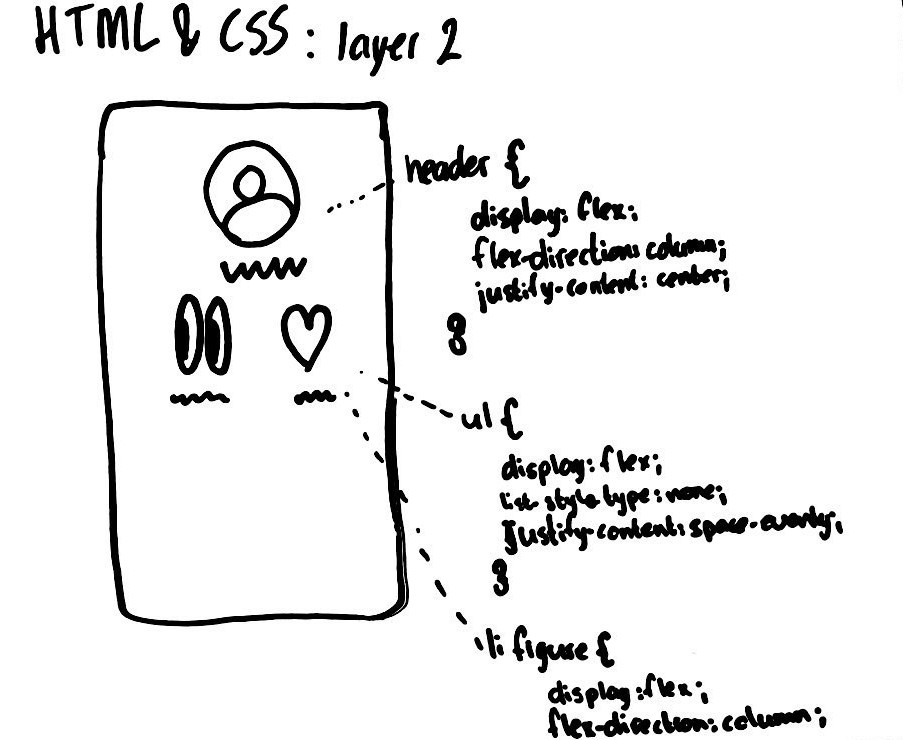 HTML & CSS : layer 2
header {
display: flex;
flex-direction: column;
justify-content: center;
}
ul {
display: flex;
list-style-type: none;
justify-content: space-evenly;
}
li figure {
display: flex;
flex-direction: column;